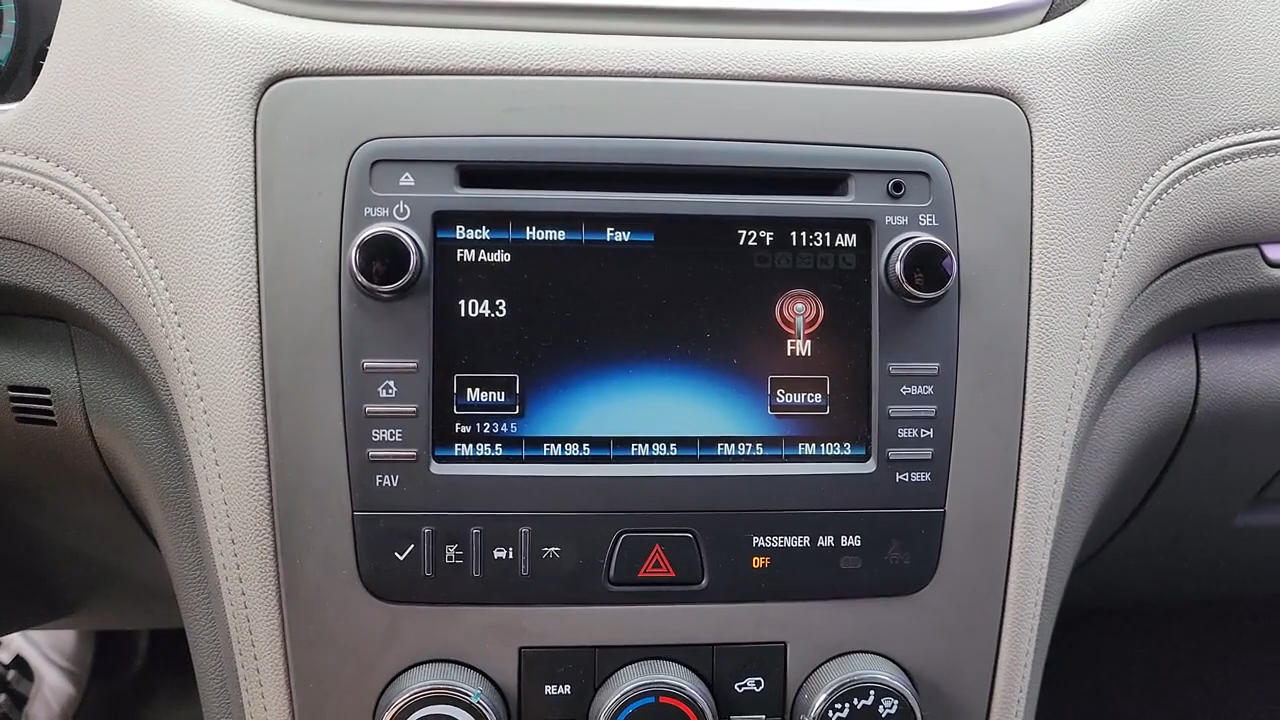 PUSH
PUSH SEL
Back Home Fav
72°F 11:31 AM
FM Audio
104.3
FM
Menu
Source
Fav 1 2 3 4 5
FM 95.5 FM 98.5 FM 99.5 FM 97.5 FM 103.3
SRCE
FAV
BACK
SEEK
SEEK
PASSENGER AIR BAG
OFF
REAR